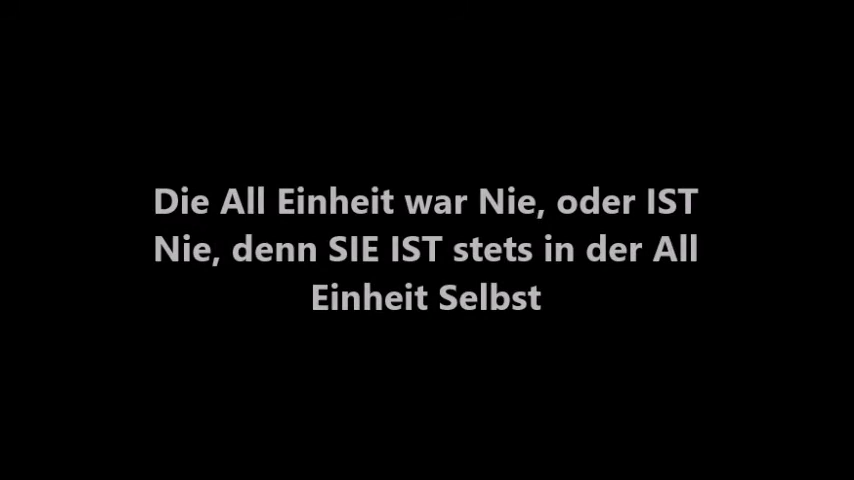 Die All Einheit war Nie, oder IST
Nie, denn SIE IST stets in der All
Einheit Selbst